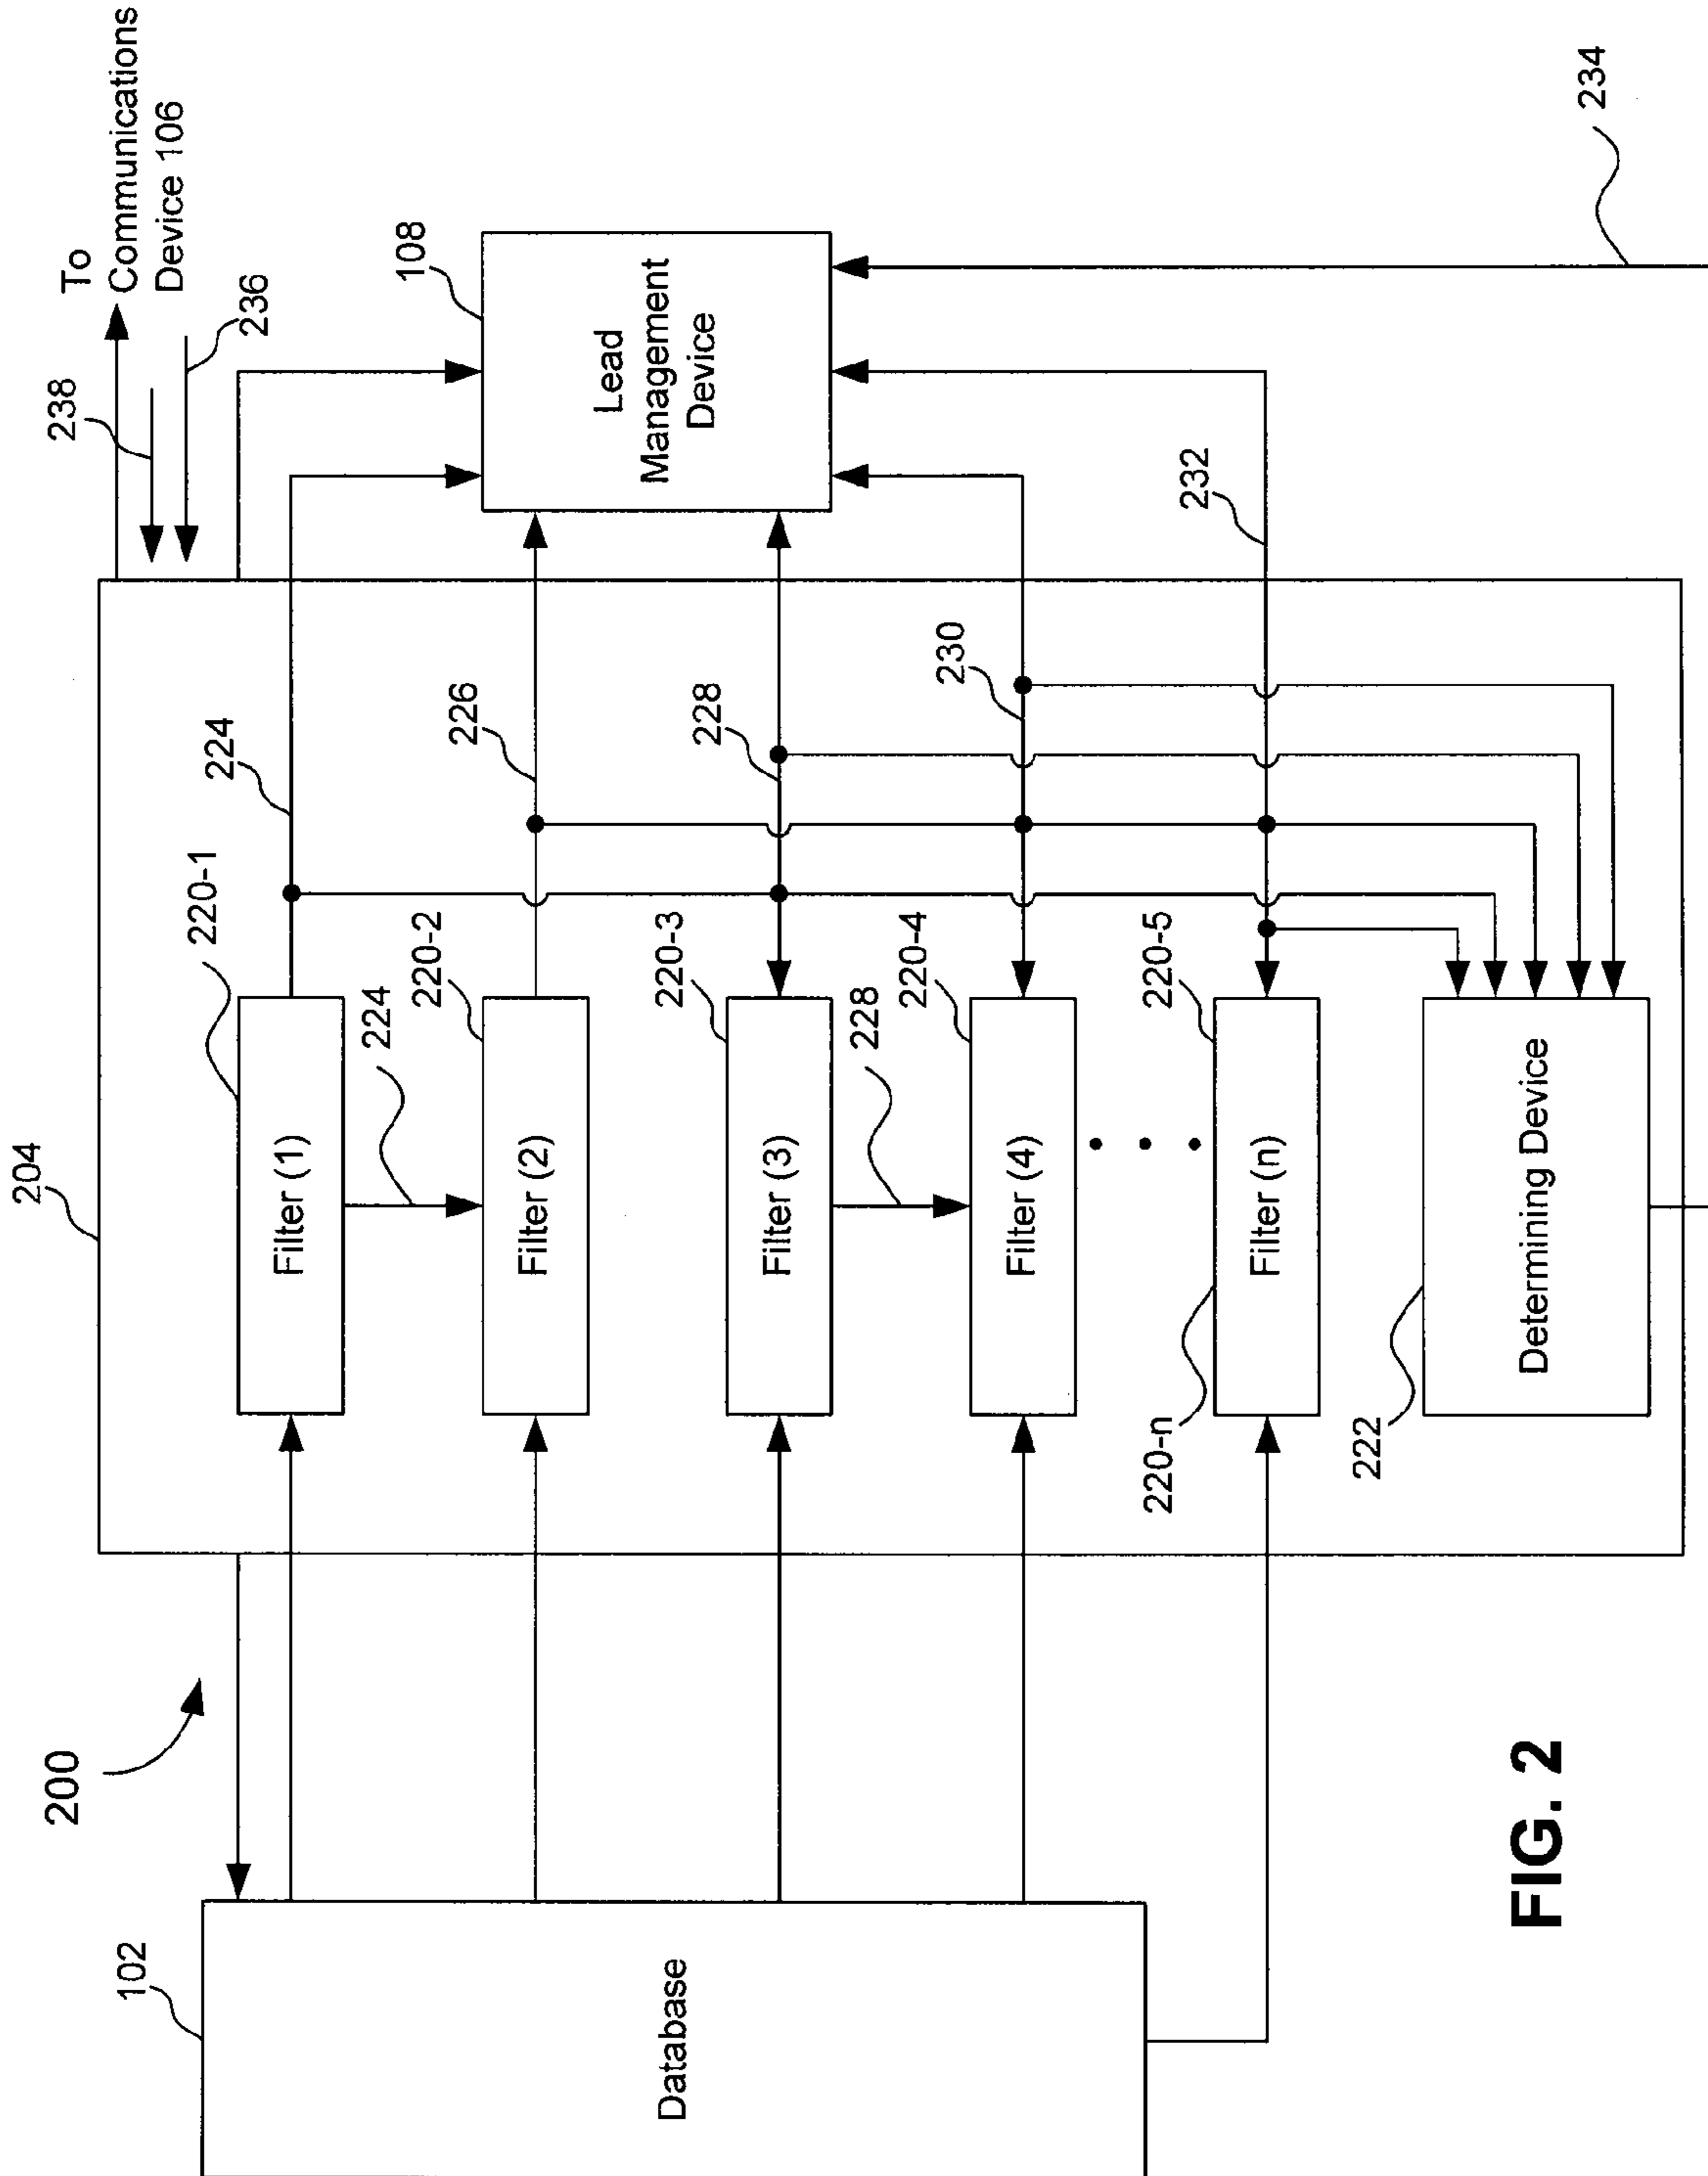 200
204
238
To
Communications
Device 106
236
102
Database
220-1
Filter (1)
224
224
220-2
Filter (2)
226
220-3
Filter (3)
228
228
220-4
Filter (4)
230
220-5
220-n
Filter (n)
232
222
Determining Device
108
Lead
Management
Device
234
FIG. 2